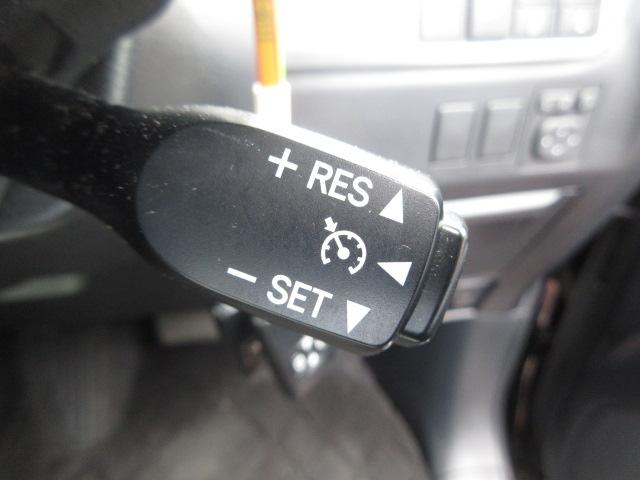 + RES
- SET